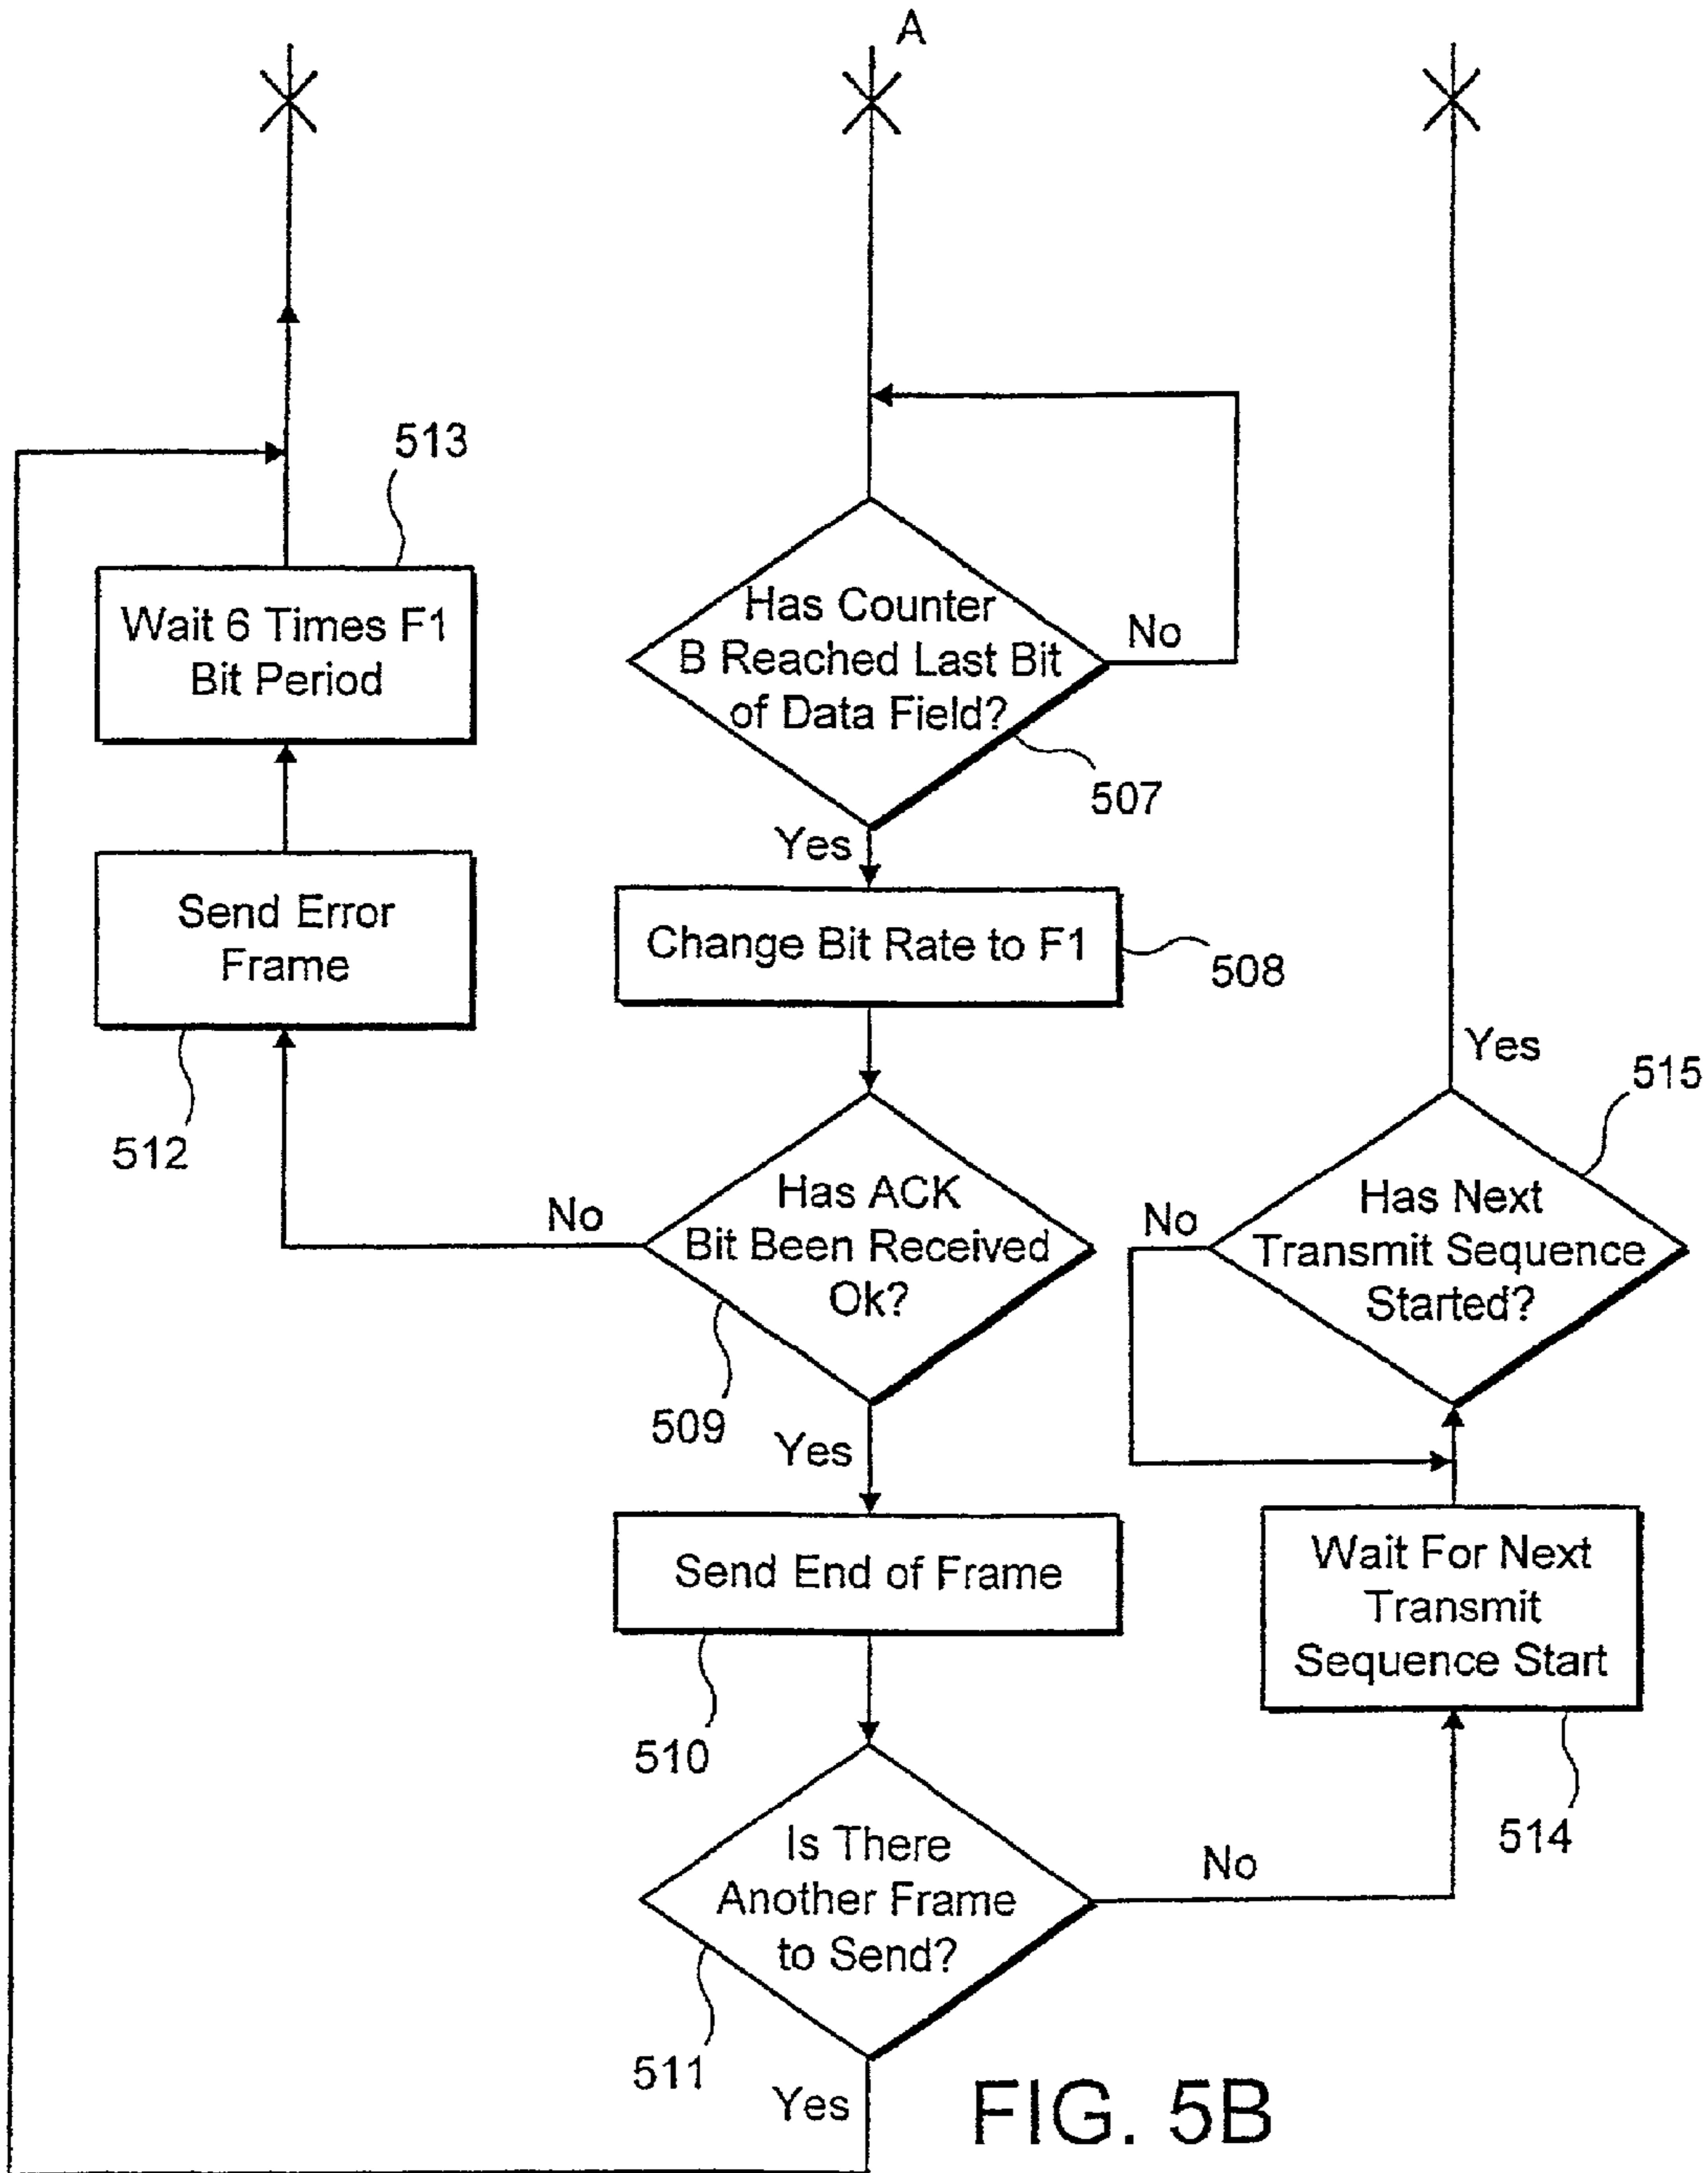 A
513
Wait 6 Times F1
Bit Period
Has Counter
B Reached Last Bit
of Data Field?
No
507
Yes
Send Error
Frame
512
Change Bit Rate to F1
508
Yes
515
Has ACK
Bit Been Received
Ok?
No
509
Yes
Has Next
Transmit Sequence
Started?
No
Send End of Frame
510
Wait For Next
Transmit
Sequence Start
514
Is There
Another Frame
to Send?
No
511
Yes
FIG. 5B